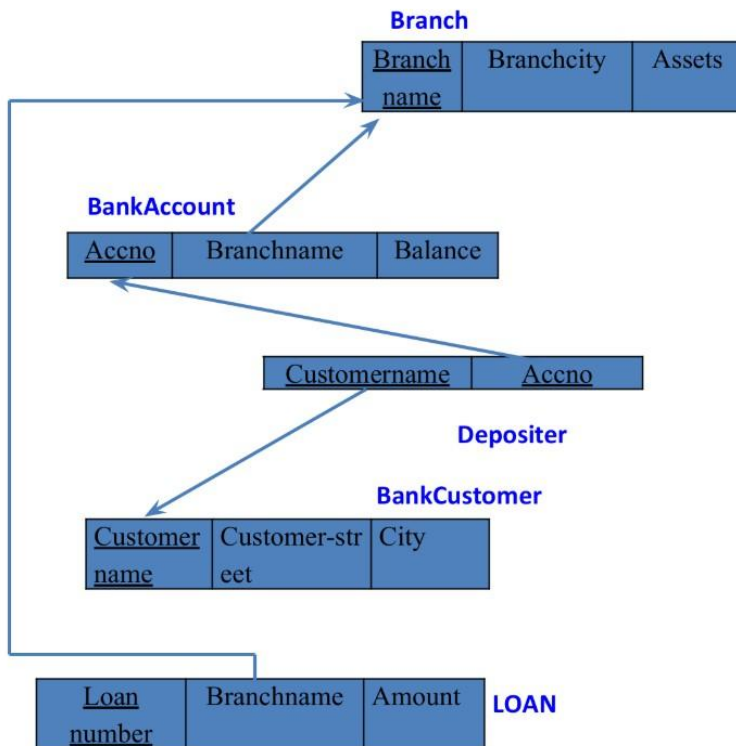 Branch
Branch Branchcity Assets
name
BankAccount
Accno Branchname Balance
Customername Accno
Depositer
BankCustomer
Customer Customer-str City
name eet
Loan Branchname Amount LOAN
number